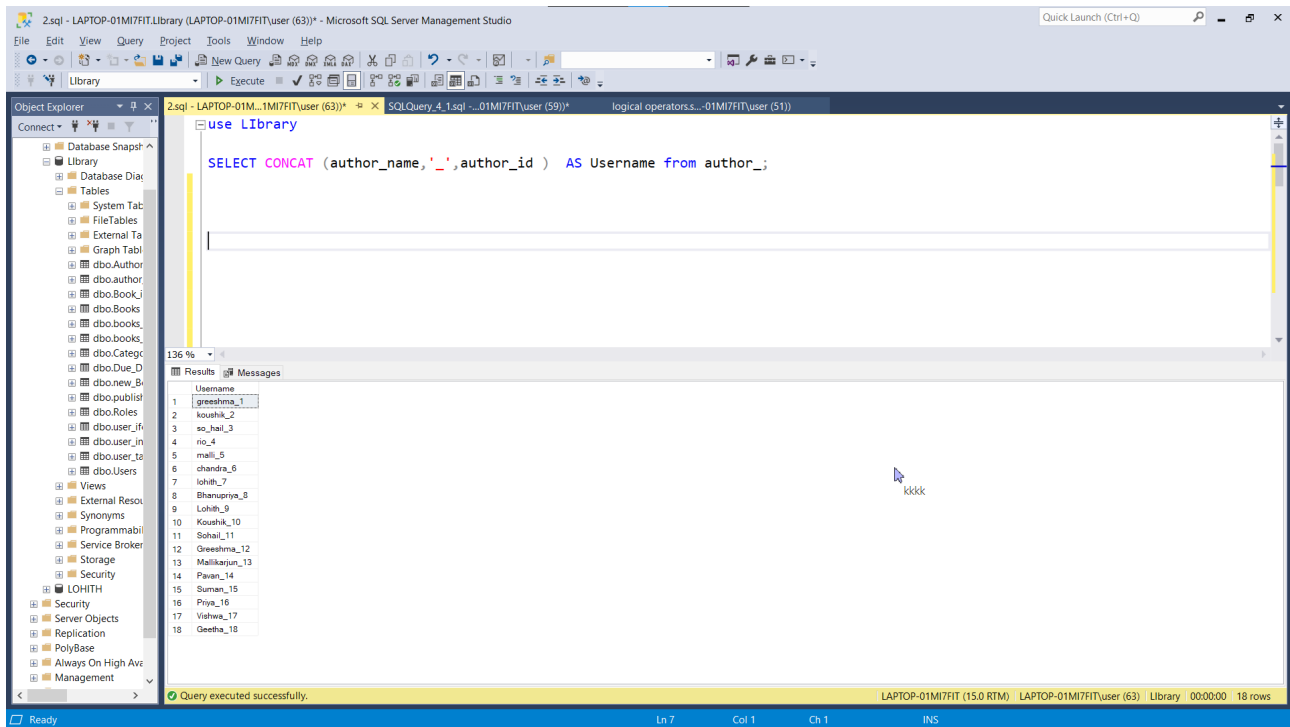 2.sql - LAPTOP-01MI7FIT.LIbrary (LAPTOP-01MI7FIT\user (63))* - Microsoft SQL Server Management Studio
Quick Launch (Ctrl+Q)
File Edit View Query Project Tools Window Help
New Query
LIbrary
Execute
Object Explorer
2.sql - LAPTOP-01M...1MI7FIT\user (63))*
SQLQuery_4_1.sql -...01MI7FIT\user (59))*
logical operators.s...-01MI7FIT\user (51))
Connect
Database Snapsh
LIbrary
Database Diag
Tables
System Tab
FileTables
External Ta
Graph Tabl
dbo.Author
dbo.author
dbo.Book_i
dbo.Books
dbo.books_
dbo.books_
dbo.Catego
dbo.Due_D
dbo.new_B
dbo.publish
dbo.Roles
dbo.user_if
dbo.user_in
dbo.user_ta
dbo.Users
Views
External Resou
Synonyms
Programmabil
Service Broker
Storage
Security
LOHITH
Security
Server Objects
Replication
PolyBase
Always On High Ava
Management
use LIbrary
SELECT CONCAT (author_name,'_',author_id ) AS Username from author_;
136 %
Results Messages
Username
1 greeshma_1
2 koushik_2
3 so_hail_3
4 rio_4
5 malli_5
6 chandra_6
7 lohith_7
8 Bhanupriya_8
9 Lohith_9
10 Koushik_10
11 Sohail_11
12 Greeshma_12
13 Mallikarjun_13
14 Pavan_14
15 Suman_15
16 Priya_16
17 Vishwa_17
18 Geetha_18
kkkk
Query executed successfully.
LAPTOP-01MI7FIT (15.0 RTM) LAPTOP-01MI7FIT\user (63) LIbrary 00:00:00 18 rows
Ready Ln 7 Col 1 Ch 1 INS